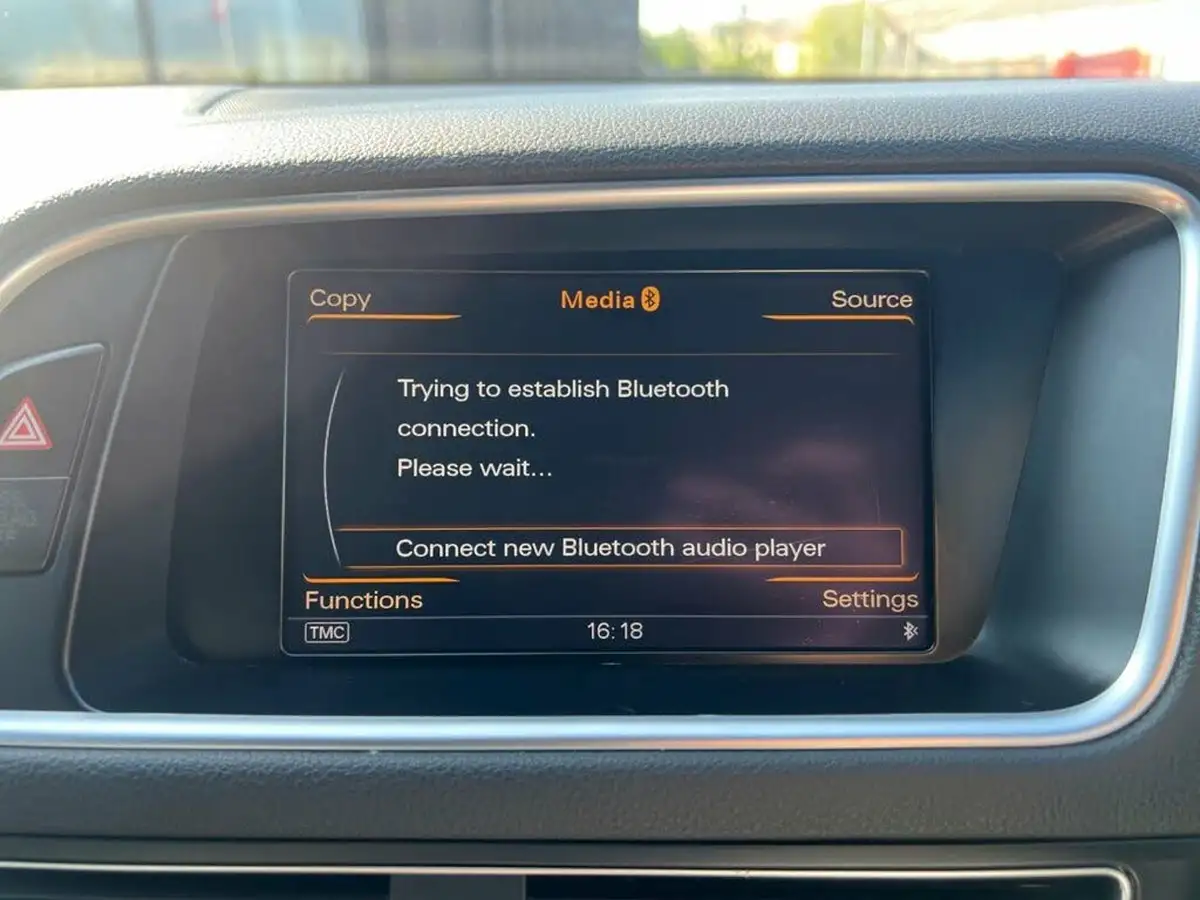 Copy Media Source
Trying to establish Bluetooth
connection.
Please wait...
Connect new Bluetooth audio player
Functions Settings
TMC 16:18